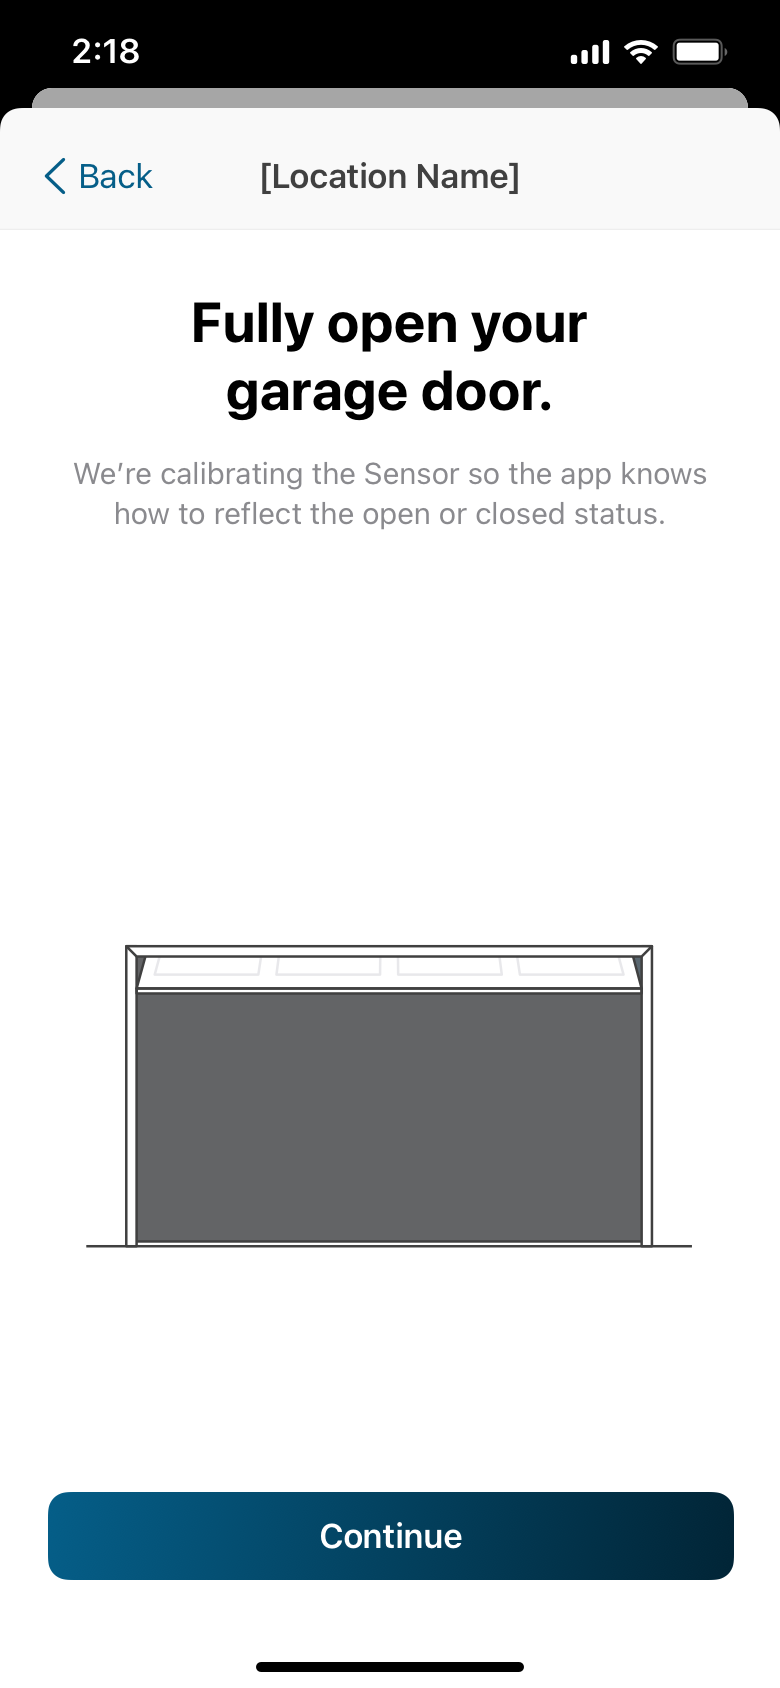 2:18
Back
[Location Name]
Fully open your
garage door.
We’re calibrating the Sensor so the app knows
how to reflect the open or closed status.
Continue